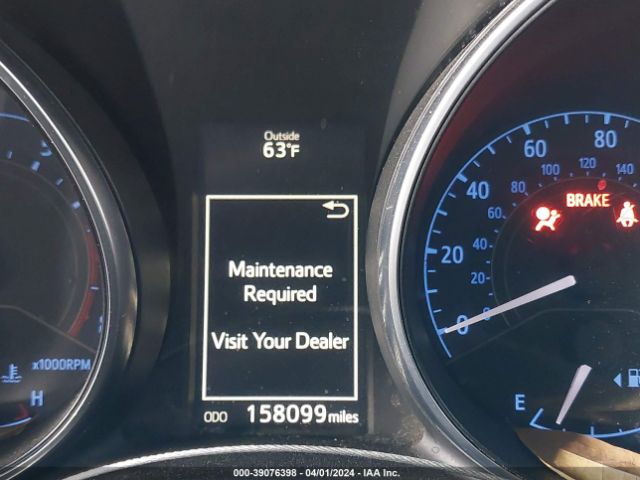 Outside
63°F
Maintenance
Required
Visit Your Dealer
ODO 158099 miles
x1000RPM
H
0
20
40
60
80
0
20
40
60
80
100
120
140
BRAKE
E
000-39076398 - 04/01/2024 - IAA Inc.